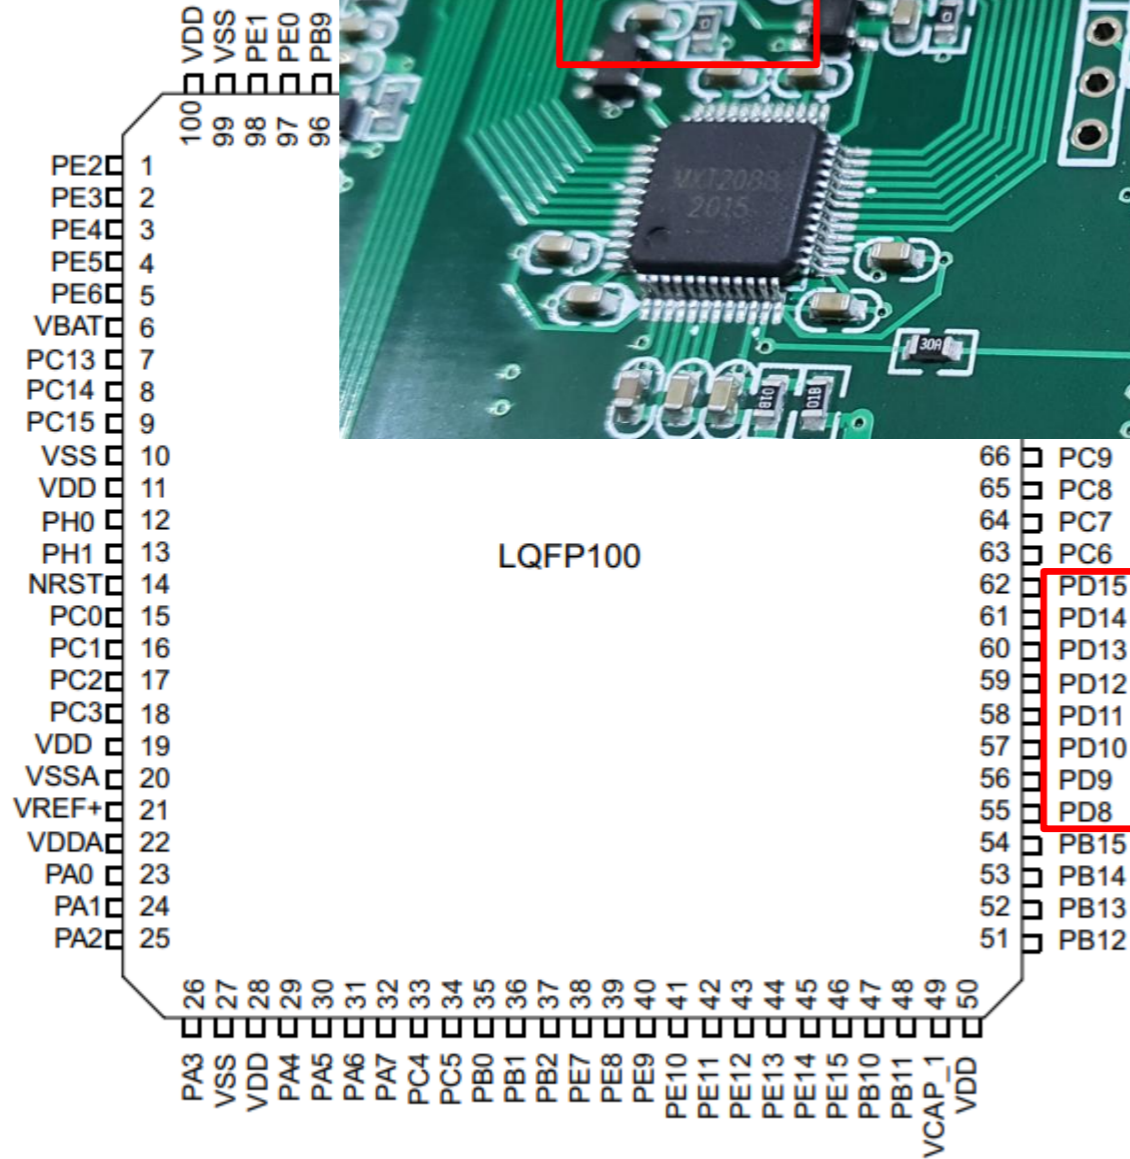 VDD
VSS
PE1
PE0
PB9
100
99
98
97
96
PE2 1
PE3 2
PE4 3
PE5 4
PE6 5
VBAT 6
PC13 7
PC14 8
PC15 9
VSS 10
VDD 11
PH0 12
PH1 13
NRST 14
PC0 15
PC1 16
PC2 17
PC3 18
VDD 19
VSSA 20
VREF+ 21
VDDA 22
PA0 23
PA1 24
PA2 25
2015
30A
01B
01B
LQFP100
66 PC9
65 PC8
64 PC7
63 PC6
62 PD15
61 PD14
60 PD13
59 PD12
58 PD11
57 PD10
56 PD9
55 PD8
54 PB15
53 PB14
52 PB13
51 PB12
26
27
28
29
30
31
32
33
34
35
36
37
38
39
40
41
42
43
44
45
46
47
48
49
50
PA3
VSS
VDD
PA4
PA5
PA6
PA7
PC4
PC5
PB0
PB1
PB2
PE7
PE8
PE9
PE10
PE11
PE12
PE13
PE14
PE15
PB10
PB11
VCAP_1
VDD